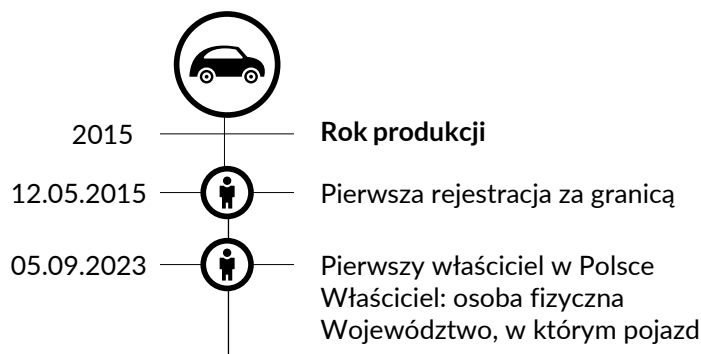 2015 Rok produkcji
12.05.2015 Pierwsza rejestracja za granicą
05.09.2023 Pierwszy właściciel w Polsce
Właściciel: osoba fizyczna
Województwo, w którym pojazd